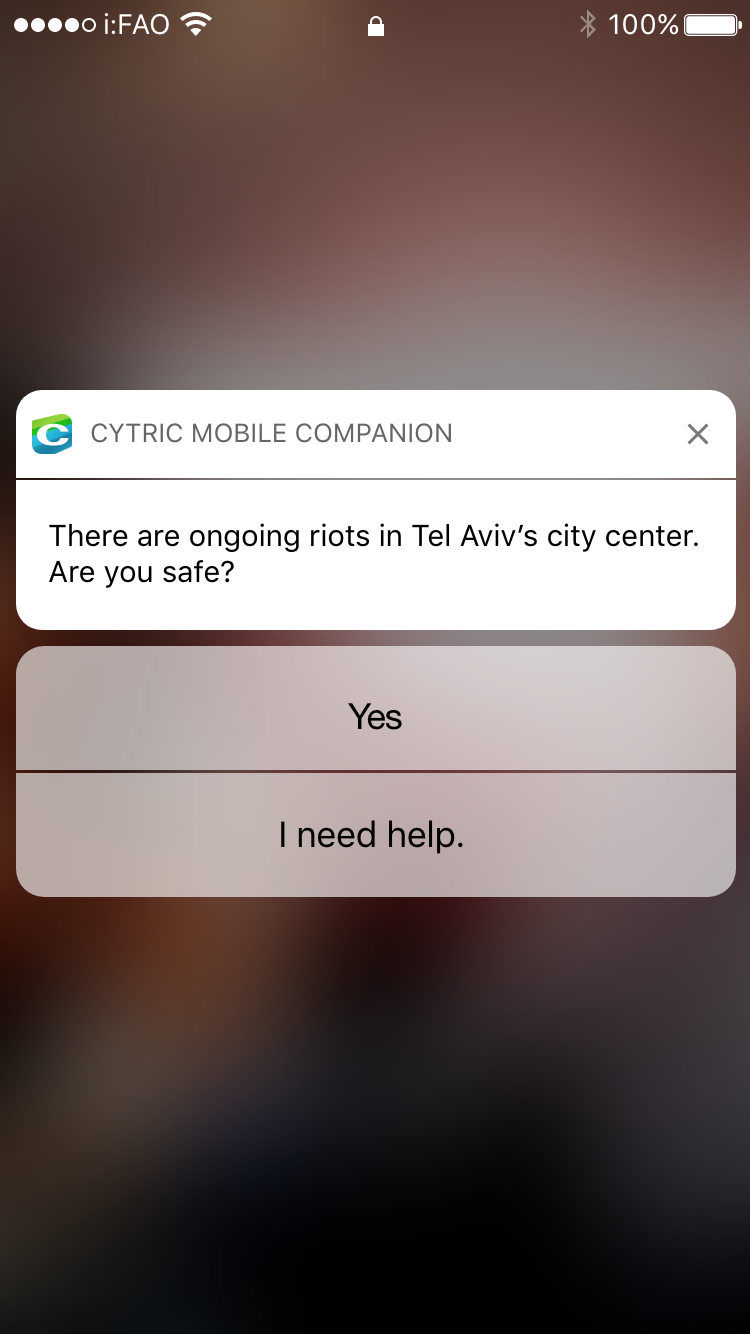 i:FAO 100%
CYTRIC MOBILE COMPANION
There are ongoing riots in Tel Aviv’s city center.
Are you safe?
Yes
I need help.